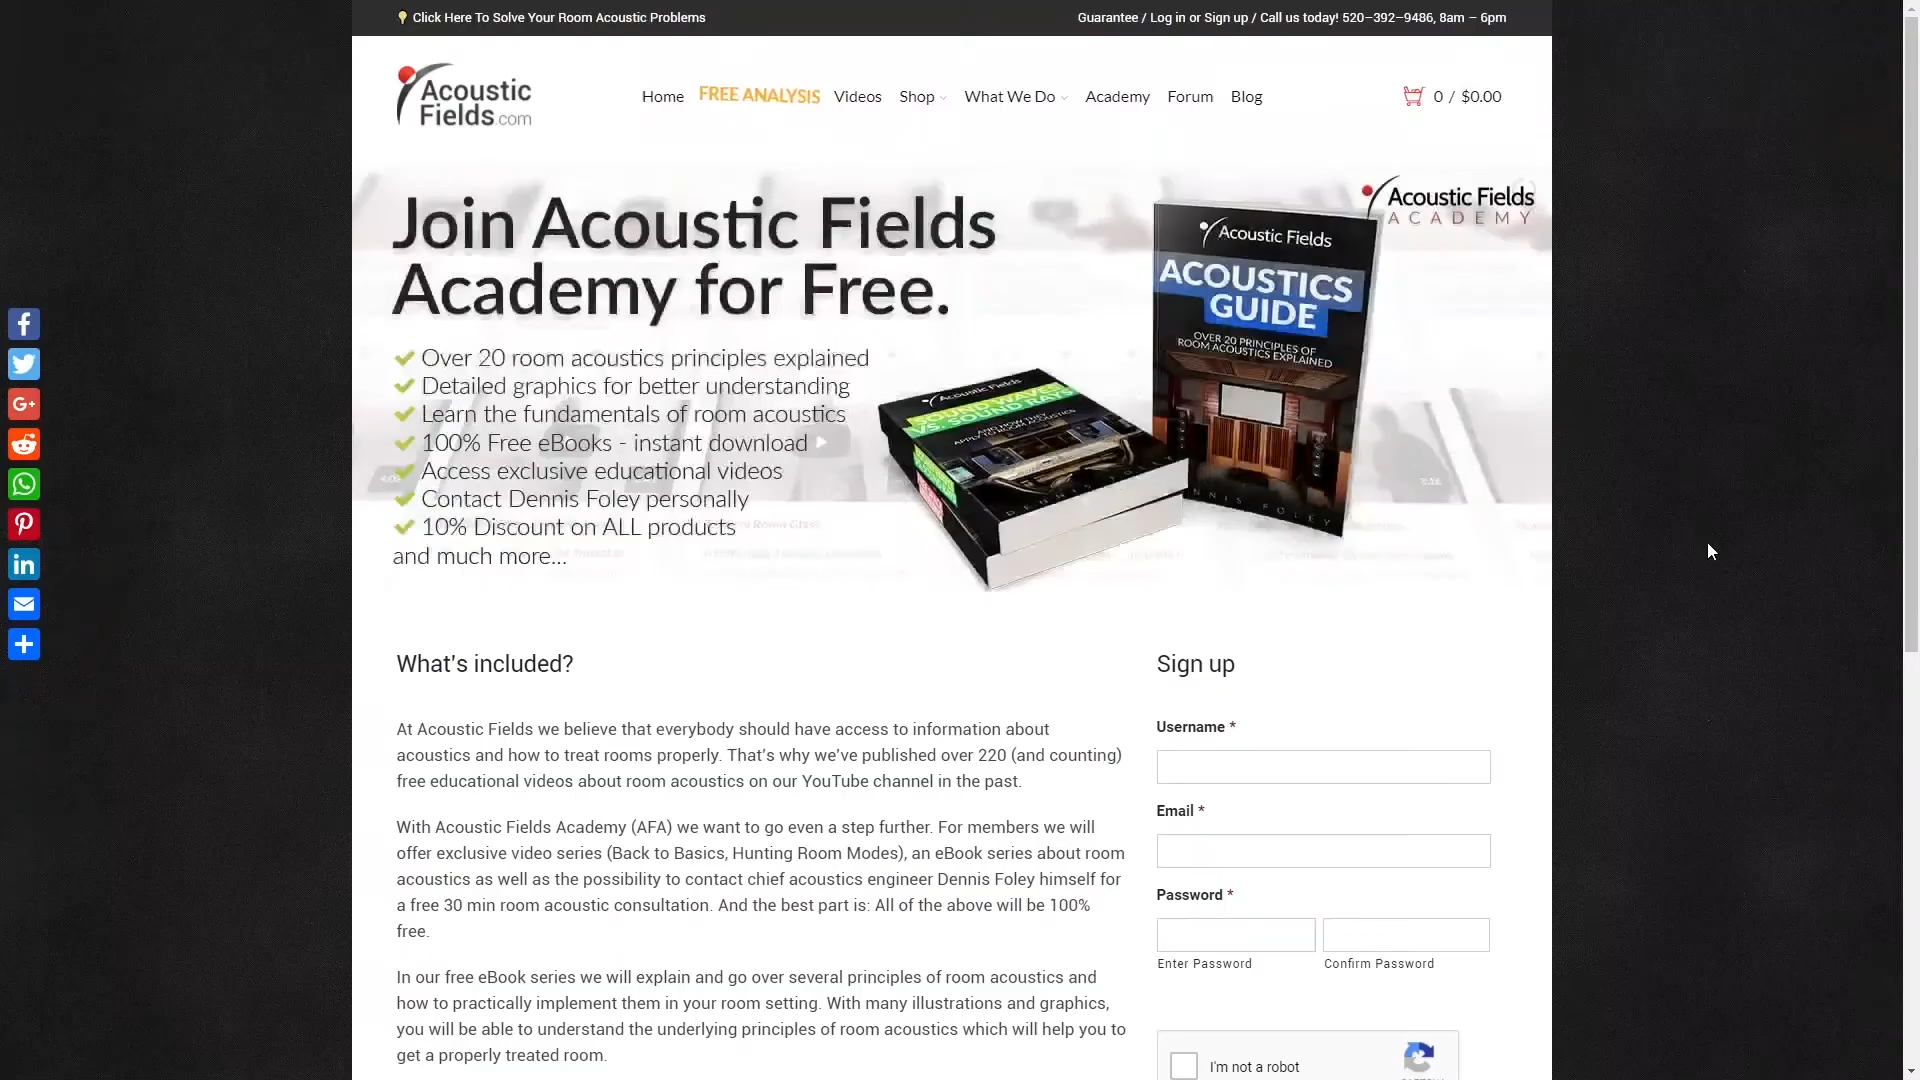 Click Here To Solve Your Room Acoustic Problems
Guarantee / Log in or Sign up / Call us today! 520–392–9486, 8am – 6pm
Acoustic
Fields.com
Home
FREE ANALYSIS
Videos
Shop
What We Do
Academy
Forum
Blog
0 / $0.00
Join Acoustic Fields
Academy for Free.
Over 20 room acoustics principles explained
Detailed graphics for better understanding
Learn the fundamentals of room acoustics
100% Free eBooks - instant download
Access exclusive educational videos
Contact Dennis Foley personally
10% Discount on ALL products
and much more...
Acoustic Fields
ACADEMY
Acoustic Fields
ACOUSTICS
GUIDE
OVER 20 PRINCIPLES OF
ROOM ACOUSTICS EXPLAINED
Acoustic Fields
SOUND WAVES
VS. SOUND RAYS
What's included?
At Acoustic Fields we believe that everybody should have access to information about
acoustics and how to treat rooms properly. That's why we've published over 220 (and counting)
free educational videos about room acoustics on our YouTube channel in the past.
With Acoustic Fields Academy (AFA) we want to go even a step further. For members we will
offer exclusive video series (Back to Basics, Hunting Room Modes), an eBook series about room
acoustics as well as the possibility to contact chief acoustics engineer Dennis Foley himself for
a free 30 min room acoustic consultation. And the best part is: All of the above will be 100%
free.
In our free eBook series we will explain and go over several principles of room acoustics and
how to practically implement them in your room setting. With many illustrations and graphics,
you will be able to understand the underlying principles of room acoustics which will help you to
get a properly treated room.
Sign up
Username *
Email *
Password *
Enter Password
Confirm Password
I'm not a robot